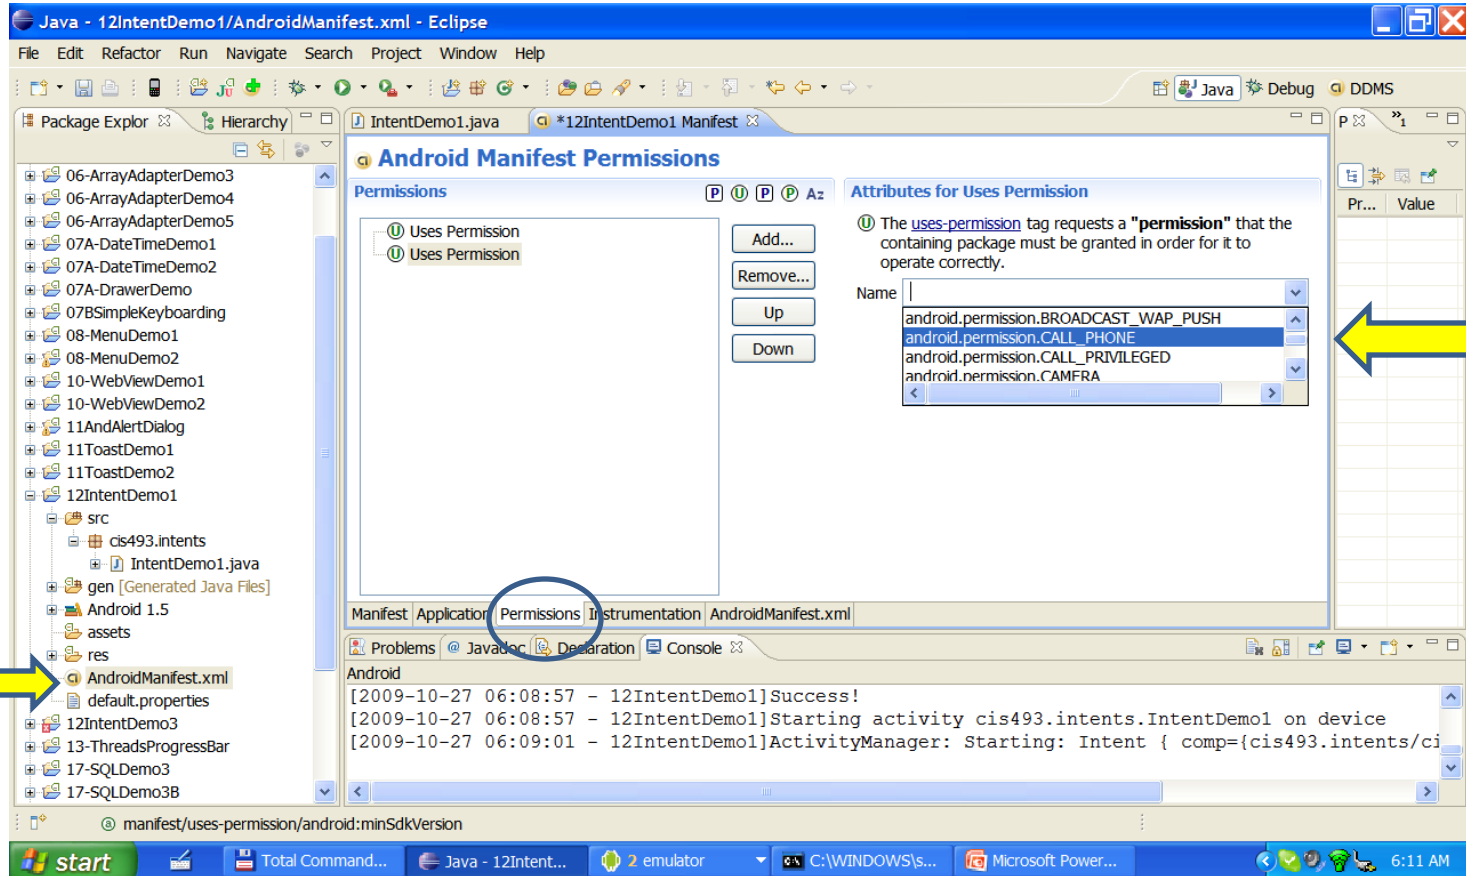 Java - 12IntentDemo1/AndroidManifest.xml - Eclipse
File Edit Refactor Run Navigate Search Project Window Help
Java Debug DDMS
Package Explor Hierarchy
IntentDemo1.java *12IntentDemo1 Manifest
P »1
06-ArrayAdapterDemo3
06-ArrayAdapterDemo4
06-ArrayAdapterDemo5
07A-DateTimeDemo1
07A-DateTimeDemo2
07A-DrawerDemo
07BSimpleKeyboarding
08-MenuDemo1
08-MenuDemo2
10-WebViewDemo1
10-WebViewDemo2
11AndAlertDialog
11ToastDemo1
11ToastDemo2
12IntentDemo1
src
cis493.intents
IntentDemo1.java
gen [Generated Java Files]
Android 1.5
assets
res
AndroidManifest.xml
default.properties
12IntentDemo3
13-ThreadsProgressBar
17-SQLDemo3
17-SQLDemo3B
Android Manifest Permissions
Permissions
P U P P Az
U Uses Permission
U Uses Permission
Add...
Remove...
Up
Down
Attributes for Uses Permission
U The uses-permission tag requests a "permission" that the
containing package must be granted in order for it to
operate correctly.
Name
android.permission.BROADCAST_WAP_PUSH
android.permission.CALL_PHONE
android.permission.CALL_PRIVILEGED
android.permission.CAMERA
Pr... Value
Manifest Application Permissions Instrumentation AndroidManifest.xml
Problems @ Javadoc Declaration Console
Android
[2009-10-27 06:08:57 - 12IntentDemo1]Success!
[2009-10-27 06:08:57 - 12IntentDemo1]Starting activity cis493.intents.IntentDemo1 on device
[2009-10-27 06:09:01 - 12IntentDemo1]ActivityManager: Starting: Intent { comp={cis493.intents/ci
manifest/uses-permission/android:minSdkVersion
start Total Command... Java - 12Intent... 2 emulator C:\WINDOWS\s... Microsoft Power... 6:11 AM